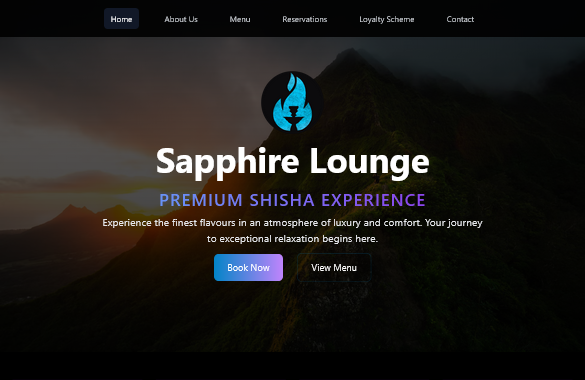 Home About Us Menu Reservations Loyalty Scheme Contact
Sapphire Lounge
PREMIUM SHISHA EXPERIENCE
Experience the finest flavours in an atmosphere of luxury and comfort. Your journey
to exceptional relaxation begins here.
Book Now View Menu